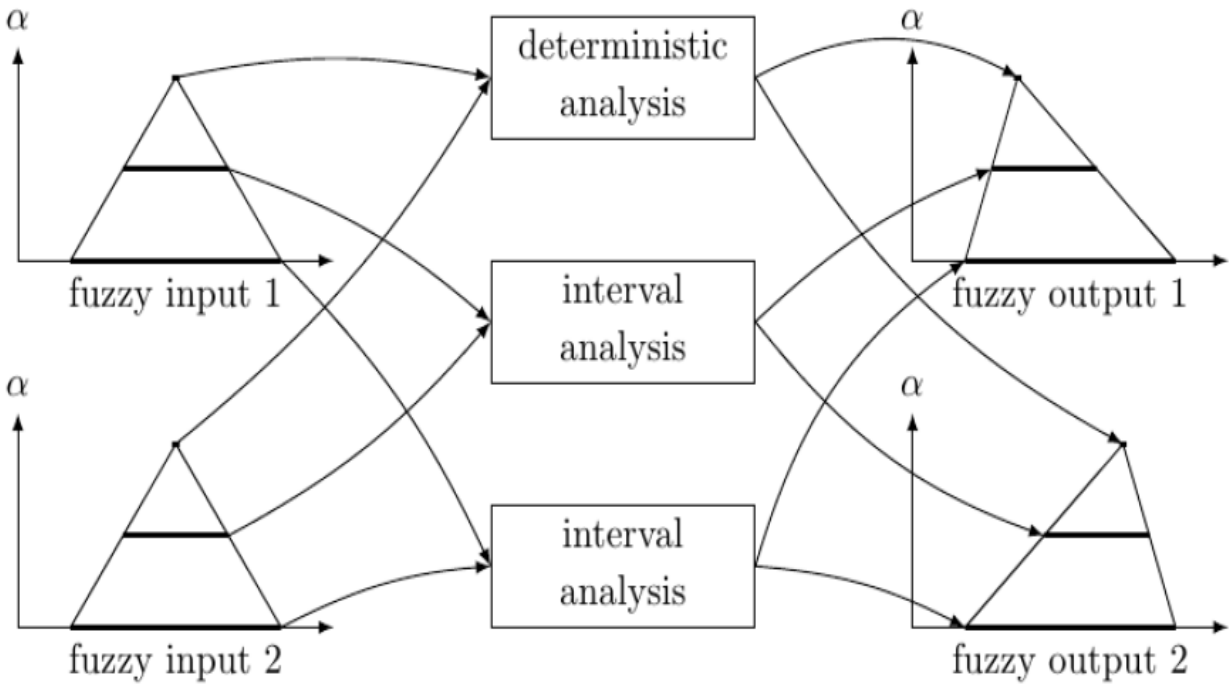 α
deterministic
analysis
α
fuzzy input 1
interval
analysis
fuzzy output 1
α
α
interval
analysis
fuzzy input 2
fuzzy output 2